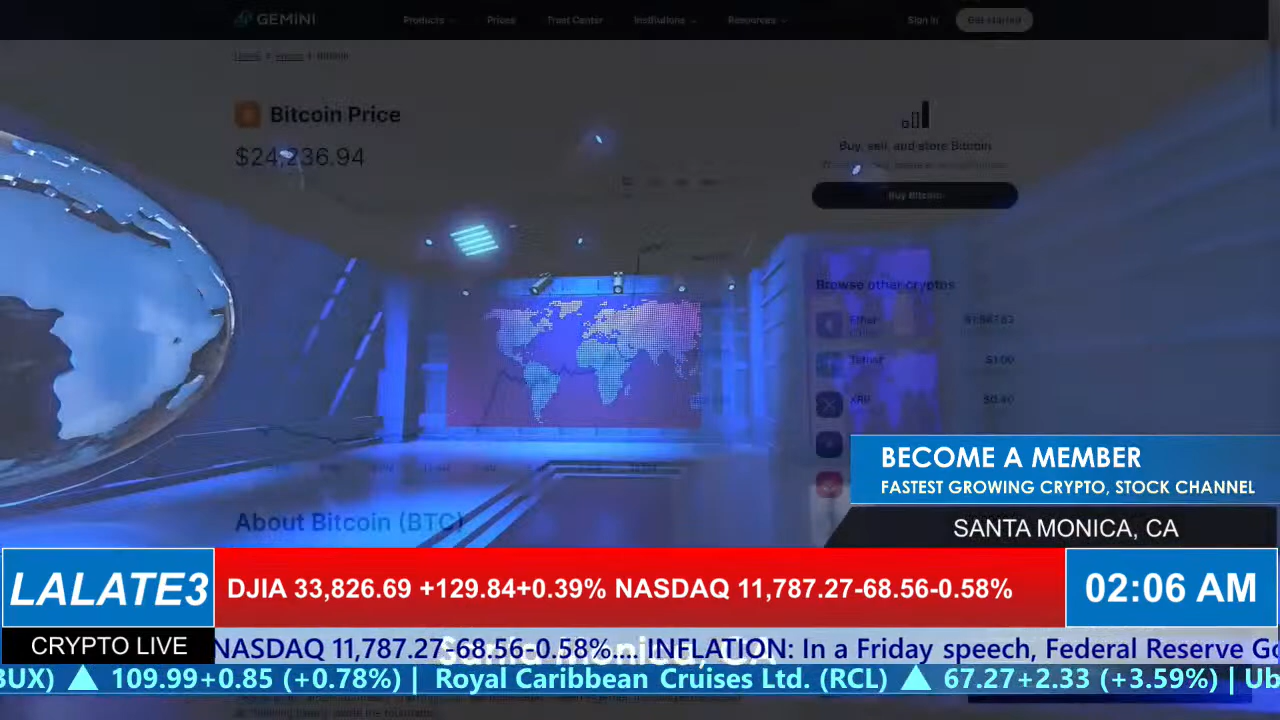 GEMINI
Products Prices Trust Center Institutions Resources Sign in Get started
Bitcoin Price
$24,236.94
Buy, sell, and store Bitcoin
Buy Bitcoin
Browse other cryptos
Ether
Tether $1.00
XRP $0.40
About Bitcoin (BTC)
BECOME A MEMBER
FASTEST GROWING CRYPTO, STOCK CHANNEL
SANTA MONICA, CA
LALATE3 DJIA 33,826.69 +129.84+0.39% NASDAQ 11,787.27-68.56-0.58% 02:06 AM
CRYPTO LIVE NASDAQ 11,787.27-68.56-0.58%... INFLATION: In a Friday speech, Federal Reserve Go
Santa Monica, CA
BUX) ▲ 109.99+0.85 (+0.78%) | Royal Caribbean Cruises Ltd. (RCL) ▲ 67.27+2.33 (+3.59%) | Ub